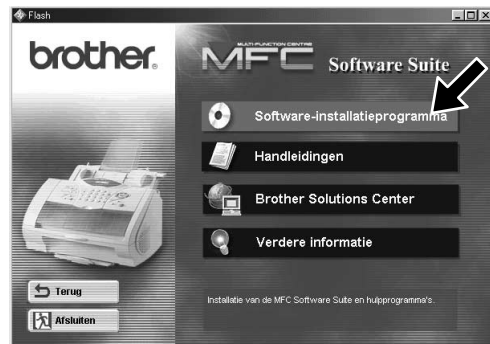 Flash
brother.
MULTI-FUNCTION CENTRE
MFC Software Suite
Software-installatieprogramma
Handleidingen
Brother Solutions Center
Verdere informatie
Terug
Afsluiten
Installatie van de MFC Software Suite en hulpprogramma's.